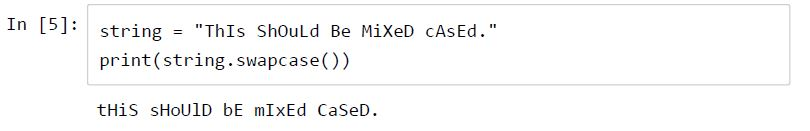 In [5]: string = "ThIs ShOuLd Be MiXeD cAsEd."
print(string.swapcase())
tHiS sHoUlD bE mIxEd CaSeD.